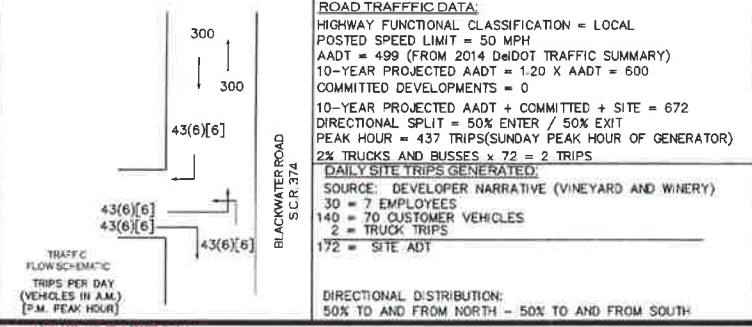 300
300
43(6)[6]
43(6)[6]
43(6)[6]
43(6)[6]
BLACKWATER ROAD
S.C.R. 374
TRAFFIC
FLOW SCHEMATIC
TRIPS PER DAY
(VEHICLES IN A.M.)
[P.M. PEAK HOUR]
ROAD TRAFFFIC DATA:
HIGHWAY FUNCTIONAL CLASSIFICATION = LOCAL
POSTED SPEED LIMIT = 50 MPH
AADT = 499 (FROM 2014 DelDOT TRAFFIC SUMMARY)
10-YEAR PROJECTED AADT = 1.20 X AADT = 600
COMMITTED DEVELOPMENTS = 0
10-YEAR PROJECTED AADT + COMMITTED + SITE = 672
DIRECTIONAL SPLIT = 50% ENTER / 50% EXIT
PEAK HOUR = 437 TRIPS(SUNDAY PEAK HOUR OF GENERATOR)
2% TRUCKS AND BUSSES x 72 = 2 TRIPS
DAILY SITE TRIPS GENERATED:
SOURCE: DEVELOPER NARRATIVE (VINEYARD AND WINERY)
30 = 7 EMPLOYEES
140 = 70 CUSTOMER VEHICLES
2 = TRUCK TRIPS
172 = SITE ADT
DIRECTIONAL DISTRIBUTION:
50% TO AND FROM NORTH - 50% TO AND FROM SOUTH